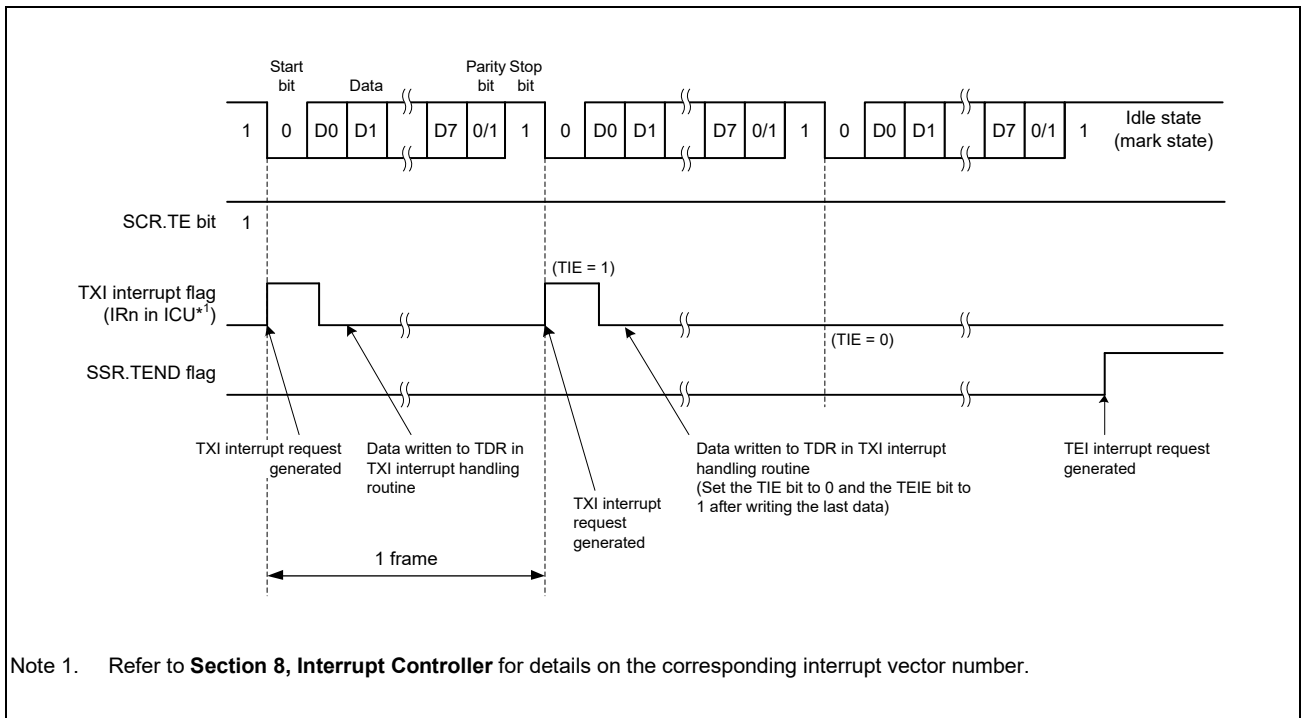 Start
bit
Data
Parity
bit
Stop
bit
1 0 D0 D1 D7 0/1 1 0 D0 D1 D7 0/1 1 0 D0 D1 D7 0/1 1
Idle state
(mark state)
SCR.TE bit 1
(TIE = 1)
TXI interrupt flag
(IRn in ICU*1)
(TIE = 0)
SSR.TEND flag
TXI interrupt request
generated
Data written to TDR in
TXI interrupt handling
routine
TXI interrupt
request
generated
Data written to TDR in TXI interrupt
handling routine
(Set the TIE bit to 0 and the TEIE bit to
1 after writing the last data)
TEI interrupt request
generated
1 frame
Note 1. Refer to Section 8, Interrupt Controller for details on the corresponding interrupt vector number.